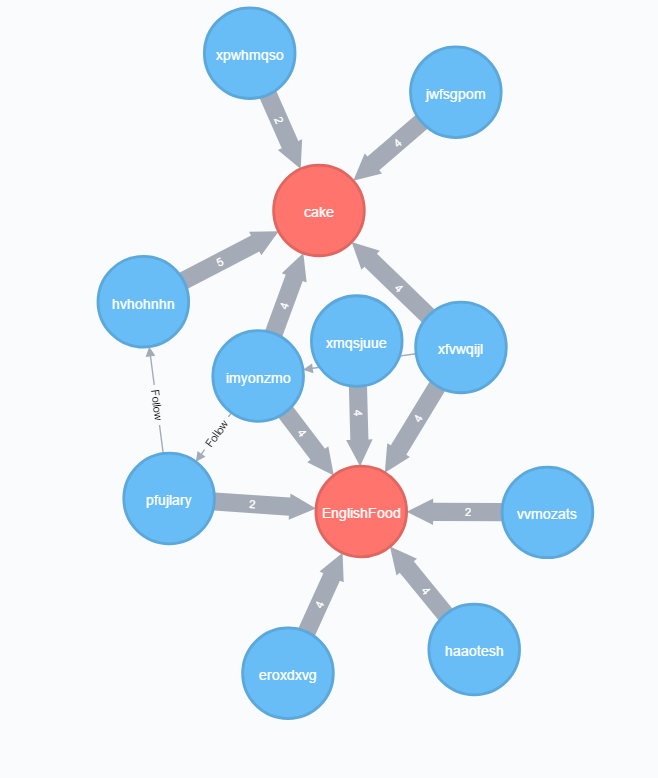 xpwhmqso
jwfsgpom
2
4
cake
5
4
4
hvhohnhn
xmqsjuue
xfvwqijl
imyonzmo
Follow
4
4
4
Follow
pfujlary
2
EnglishFood
2
vvmozats
4
4
eroxdxvg
haaotesh